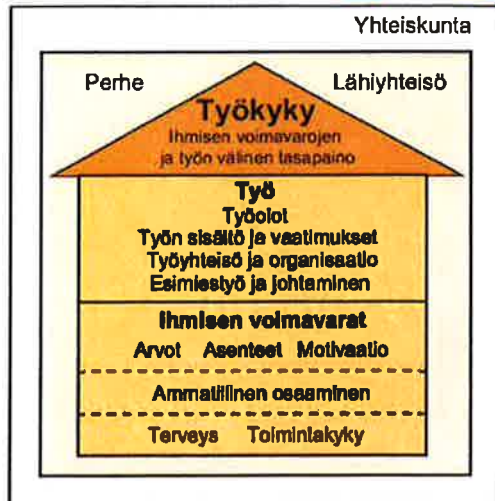 Yhteiskunta
Perhe Lähiyhteisö
Työkyky
Ihmisen voimavarojen
ja työn välinen tasapaino
Työ
Työolot
Työn sisältö ja vaatimukset
Työyhteisö ja organisaatio
Esimiestyö ja johtaminen
Ihmisen voimavarat
Arvot Asenteet Motivaatio
Ammatillinen osaaminen
Terveys Toimintakyky